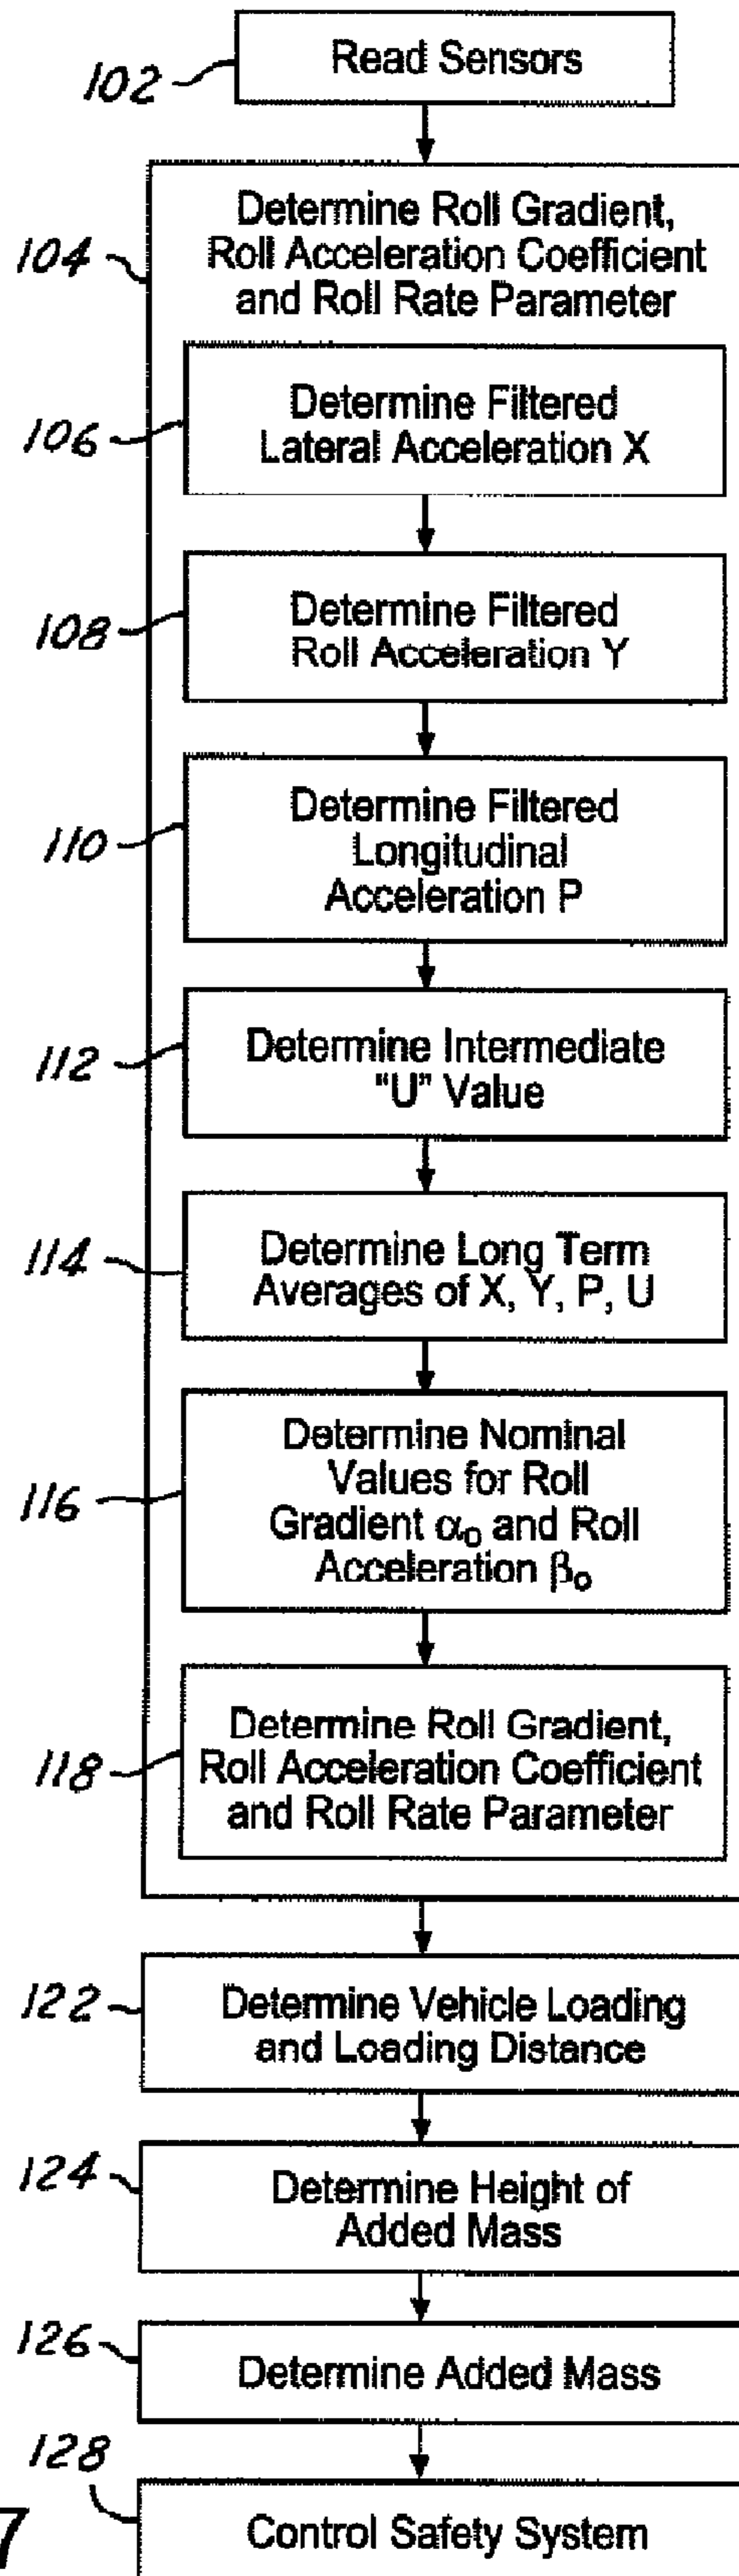 102
Read Sensors
104
Determine Roll Gradient,
Roll Acceleration Coefficient
and Roll Rate Parameter
106
Determine Filtered
Lateral Acceleration X
108
Determine Filtered
Roll Acceleration Y
110
Determine Filtered
Longitudinal
Acceleration P
112
Determine Intermediate
“U” Value
114
Determine Long Term
Averages of X, Y, P, U
116
Determine Nominal
Values for Roll
Gradient α₀ and Roll
Acceleration β₀
118
Determine Roll Gradient,
Roll Acceleration Coefficient
and Roll Rate Parameter
122
Determine Vehicle Loading
and Loading Distance
124
Determine Height of
Added Mass
126
Determine Added Mass
128
Control Safety System
7